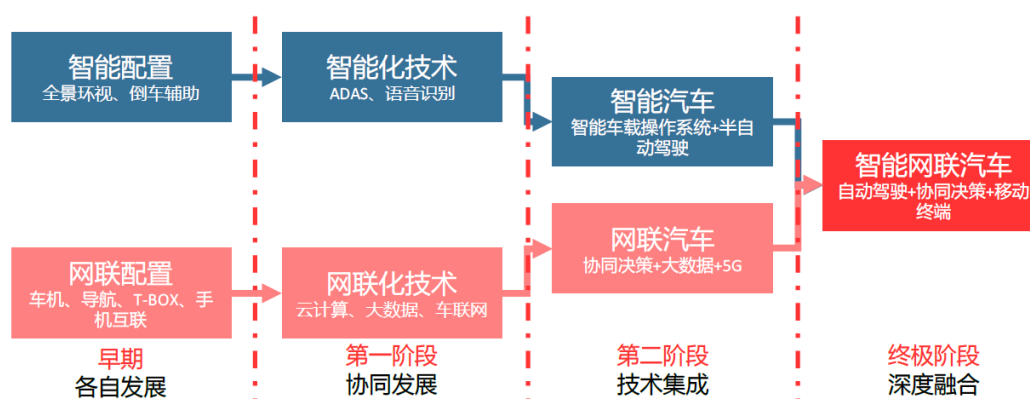 智能配置
全景环视、倒车辅助
智能化技术
ADAS、语音识别
智能汽车
智能车载操作系统+半自
动驾驶
智能网联汽车
自动驾驶+协同决策+移动
终端
网联配置
车机、导航、T-BOX、手
机互联
网联化技术
云计算、大数据、车联网
网联汽车
协同决策+大数据+5G
早期
各自发展
第一阶段
协同发展
第二阶段
技术集成
终极阶段
深度融合